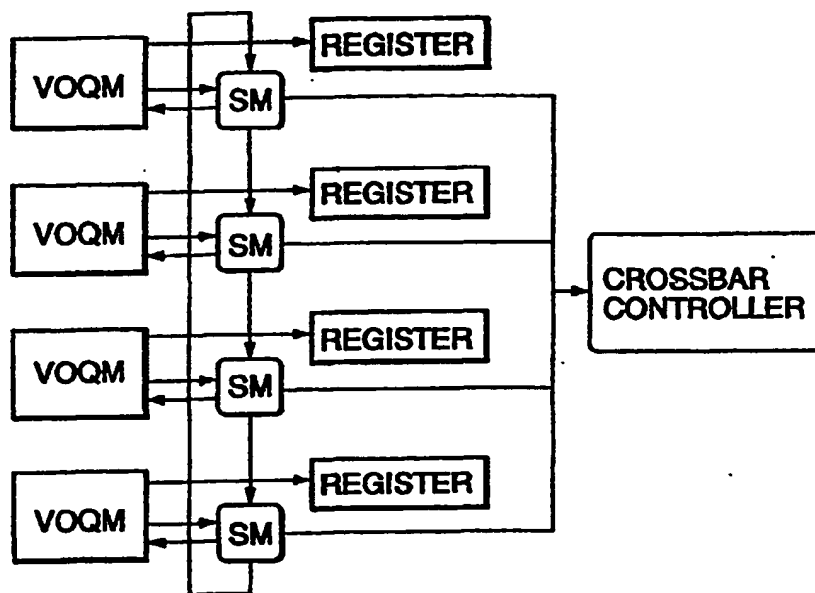 REGISTER
VOQM
SM
REGISTER
VOQM
SM
CROSSBAR
CONTROLLER
REGISTER
VOQM
SM
REGISTER
VOQM
SM